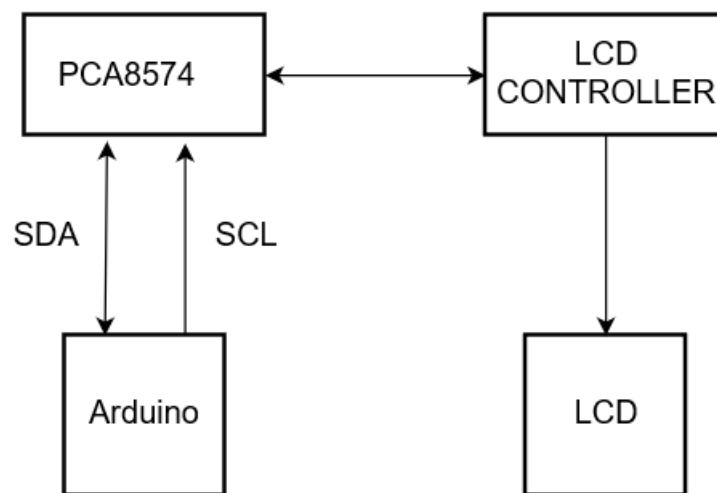 PCA8574
LCD
CONTROLLER
SDA
SCL
Arduino
LCD